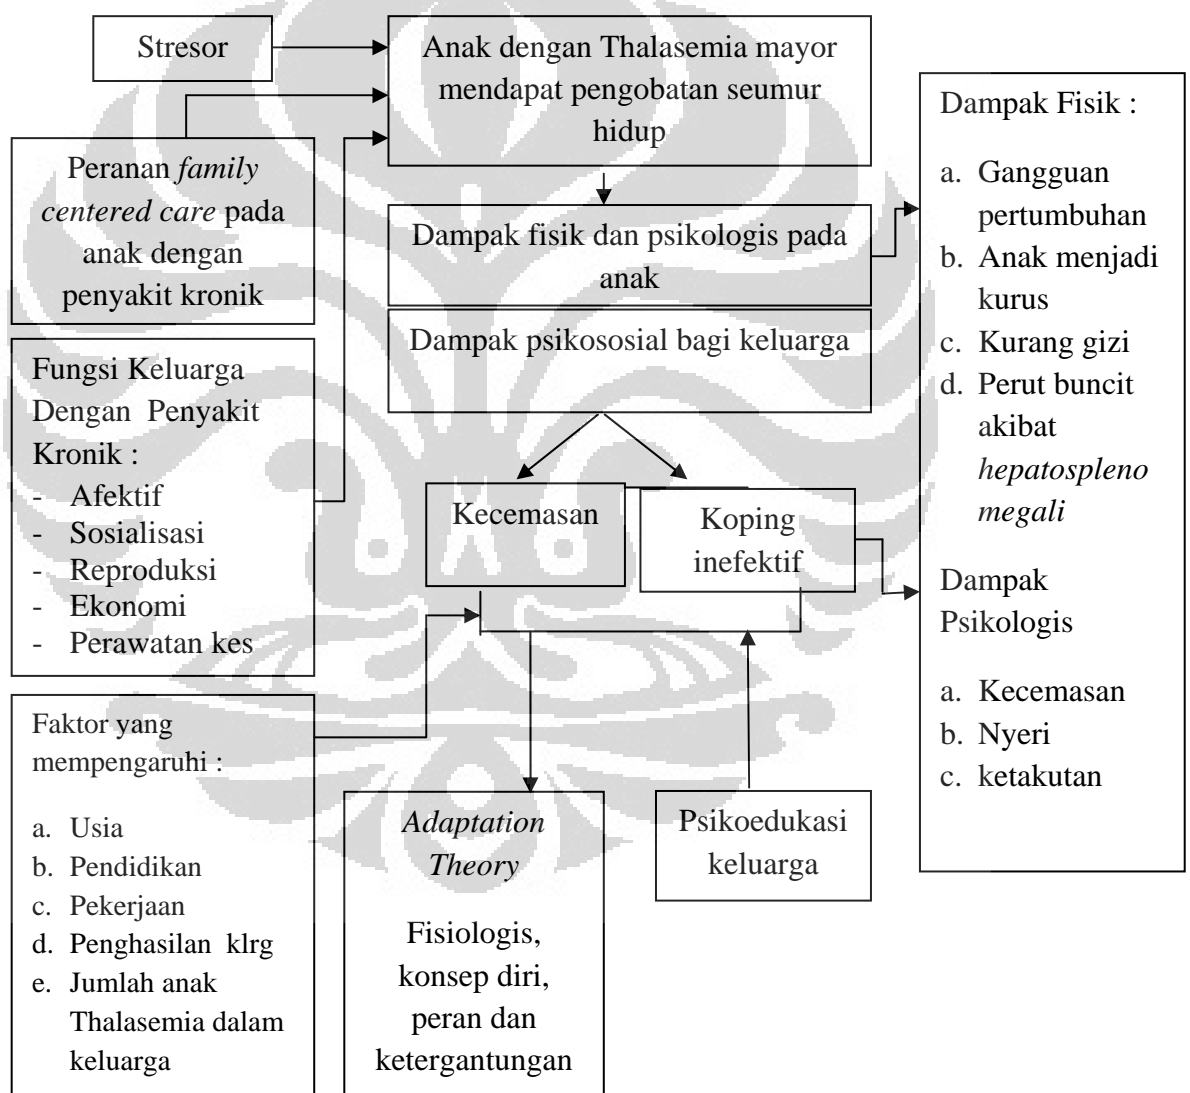 Stresor
Anak dengan Thalasemia mayor
mendapat pengobatan seumur
hidup
Peranan family
centered care pada
anak dengan
penyakit kronik
Dampak fisik dan psikologis pada
anak
Dampak psikososial bagi keluarga
Fungsi Keluarga
Dengan Penyakit
Kronik :
- Afektif
- Sosialisasi
- Reproduksi
- Ekonomi
- Perawatan kes
Kecemasan
Koping
inefektif
Faktor yang
mempengaruhi :
a. Usia
b. Pendidikan
c. Pekerjaan
d. Penghasilan klrg
e. Jumlah anak
Thalasemia dalam
keluarga
Adaptation
Theory
Fisiologis,
konsep diri,
peran dan
ketergantungan
Psikoedukasi
keluarga
Dampak Fisik :
a. Gangguan
pertumbuhan
b. Anak menjadi
kurus
c. Kurang gizi
d. Perut buncit
akibat
hepatospleno
megali
Dampak
Psikologis
a. Kecemasan
b. Nyeri
c. ketakutan